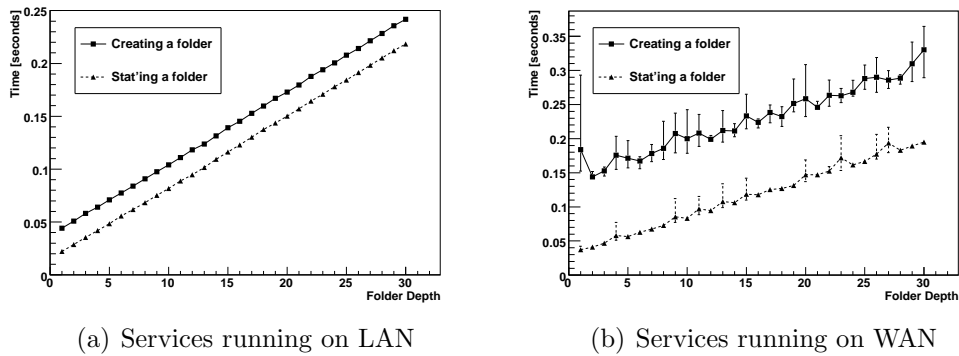 Time [seconds]
0.25
0.2
0.15
0.1
0.05
0
Creating a folder
Stat'ing a folder
0 5 10 15 20 25 30
Folder Depth
(a) Services running on LAN
Time [seconds]
0.35
0.3
0.25
0.2
0.15
0.1
0.05
0
Creating a folder
Stat'ing a folder
0 5 10 15 20 25 30
Folder Depth
(b) Services running on WAN